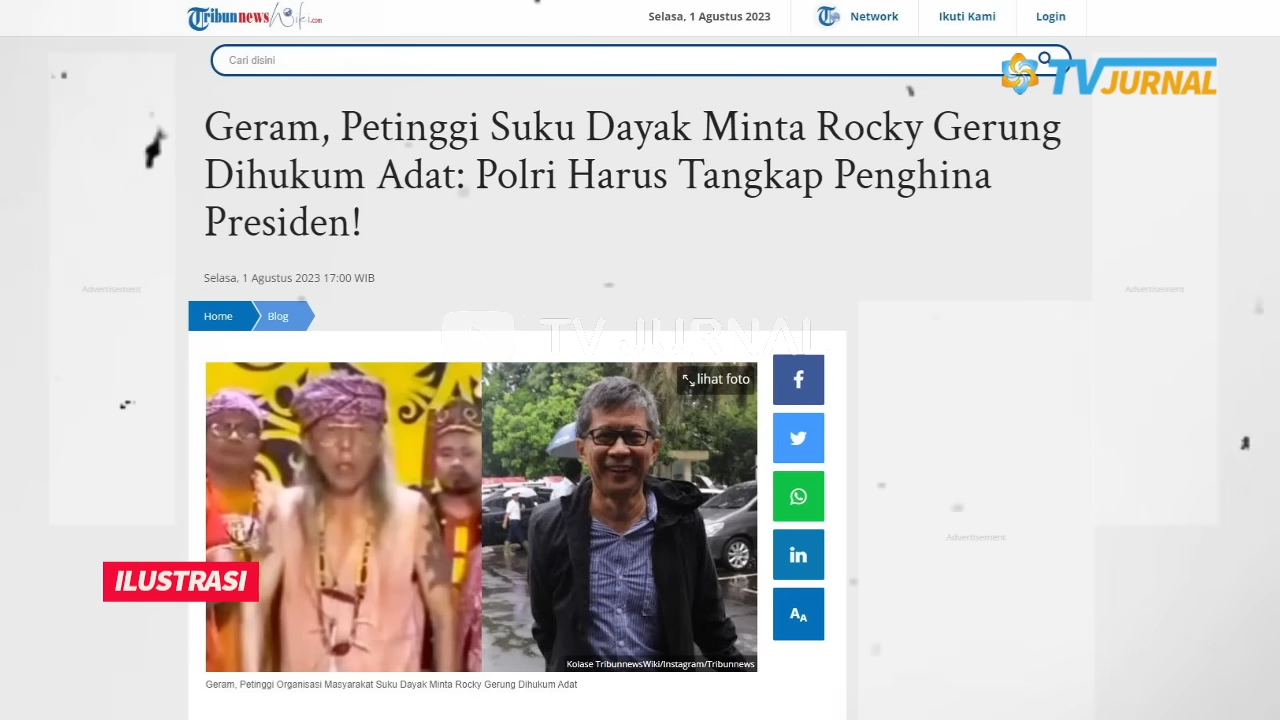 TribunnewsWiki.com
Selasa, 1 Agustus 2023
Network
Ikuti Kami
Login
Cari disini
TVJURNAL
Geram, Petinggi Suku Dayak Minta Rocky Gerung
Dihukum Adat: Polri Harus Tangkap Penghina
Presiden!
Selasa, 1 Agustus 2023 17:00 WIB
Advertisement
Advertisement
Home
Blog
TV JURNAL
lihat foto
Advertisement
ILUSTRASI
Kolase TribunnewsWiki/Instagram/Tribunnews
Geram, Petinggi Organisasi Masyarakat Suku Dayak Minta Rocky Gerung Dihukum Adat